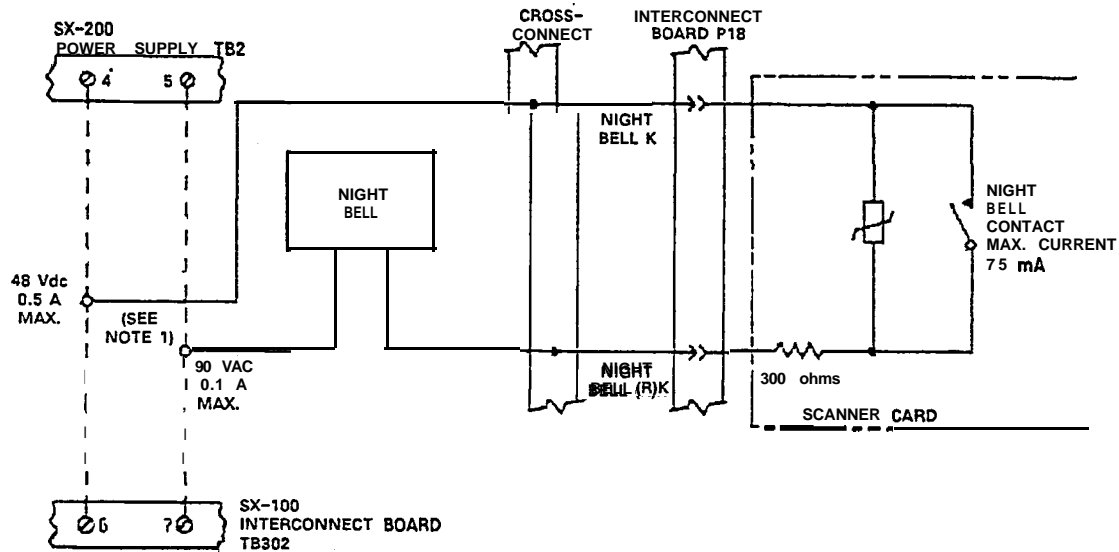 SX-200
POWER SUPPLY TB2
4
5
CROSS-
CONNECT
INTERCONNECT
BOARD P18
NIGHT
BELL K
NIGHT
BELL
NIGHT
BELL
CONTACT
MAX. CURRENT
75 mA
48 Vdc
0.5 A
MAX.
(SEE
NOTE 1)
90 VAC
0.1 A
MAX.
NIGHT
BELL (R)K
300 ohms
SCANNER CARD
6
7
SX-100
INTERCONNECT BOARD
TB302